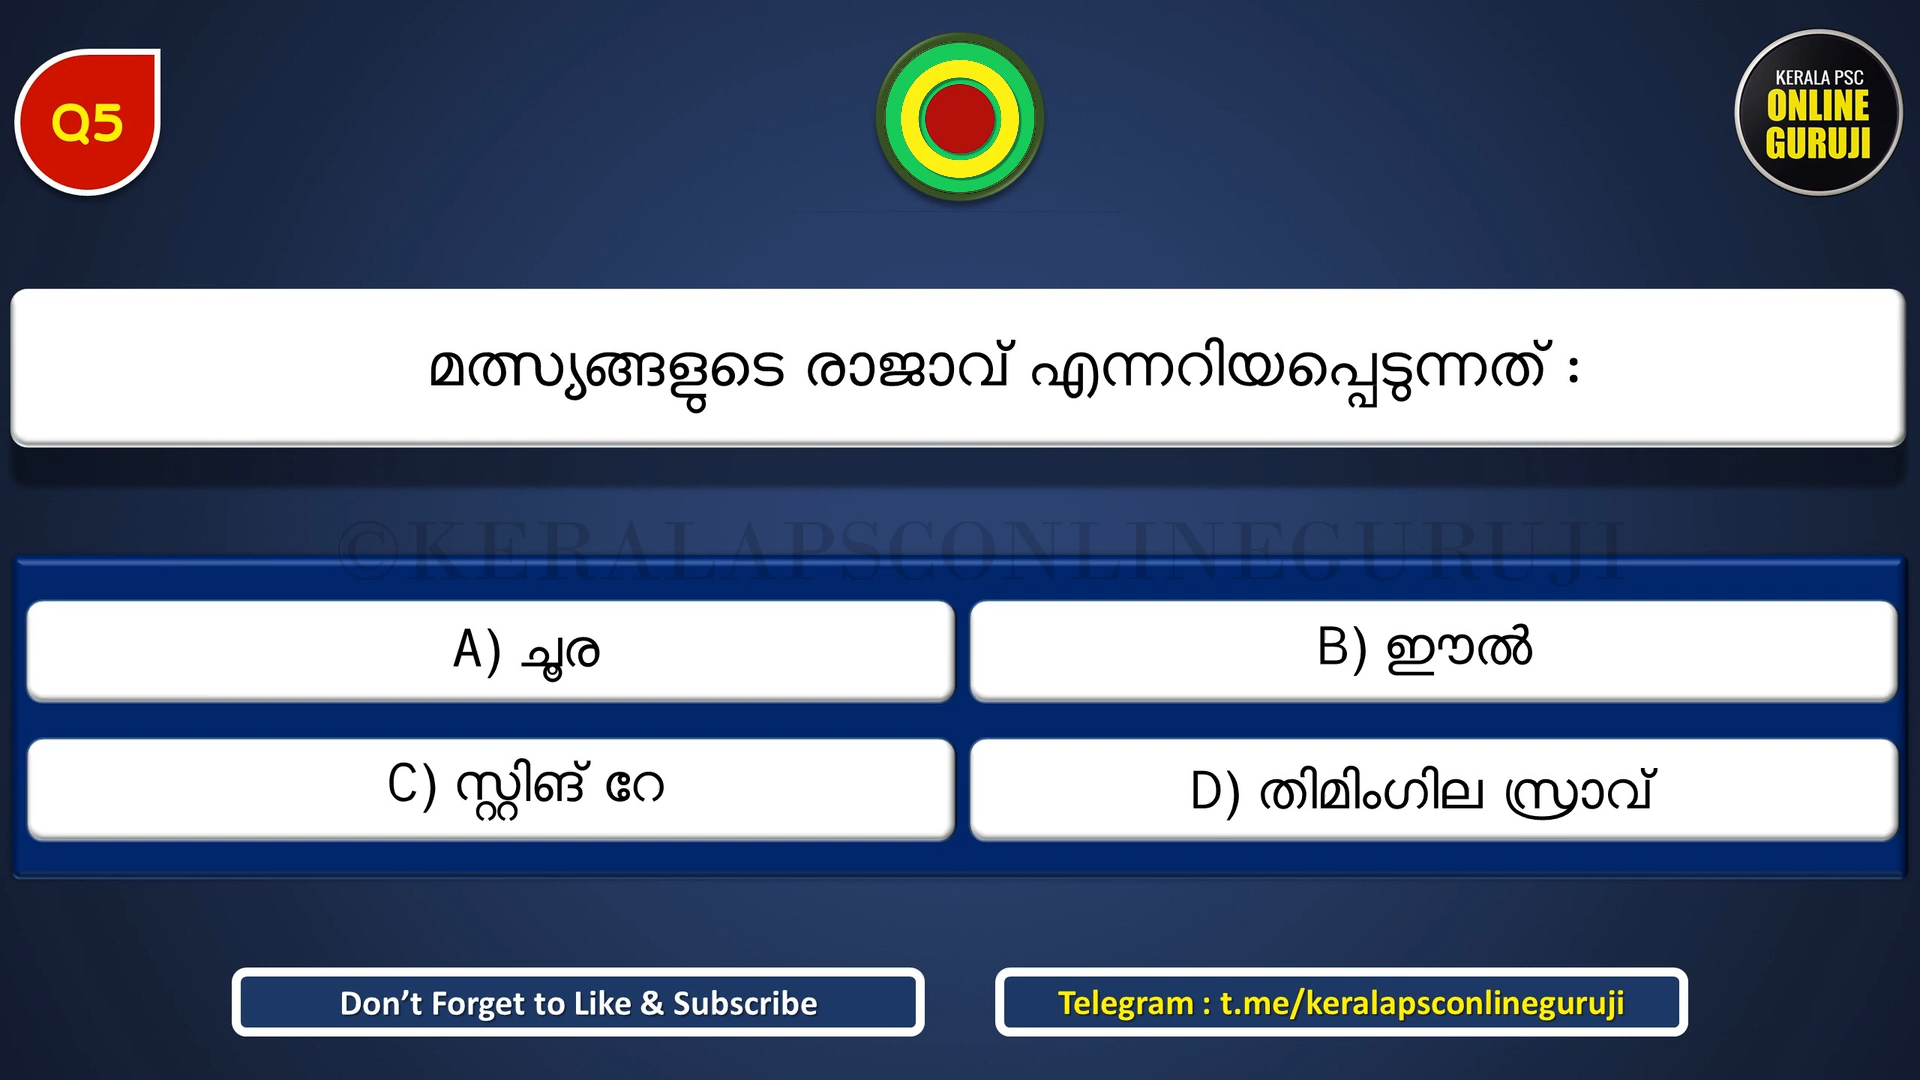 Q5
KERALA PSC
ONLINE
GURUJI
മത്സ്യങ്ങളുടെ രാജാവ് എന്നറിയപ്പെടുന്നത് :
©KERALAPSCONLINEGURUJI
A) ചൂര
B) ഈൽ
C) സ്റ്റിങ് റേ
D) തിമിംഗില സ്രാവ്
Don’t Forget to Like & Subscribe
Telegram : t.me/keralapsconlineguruji